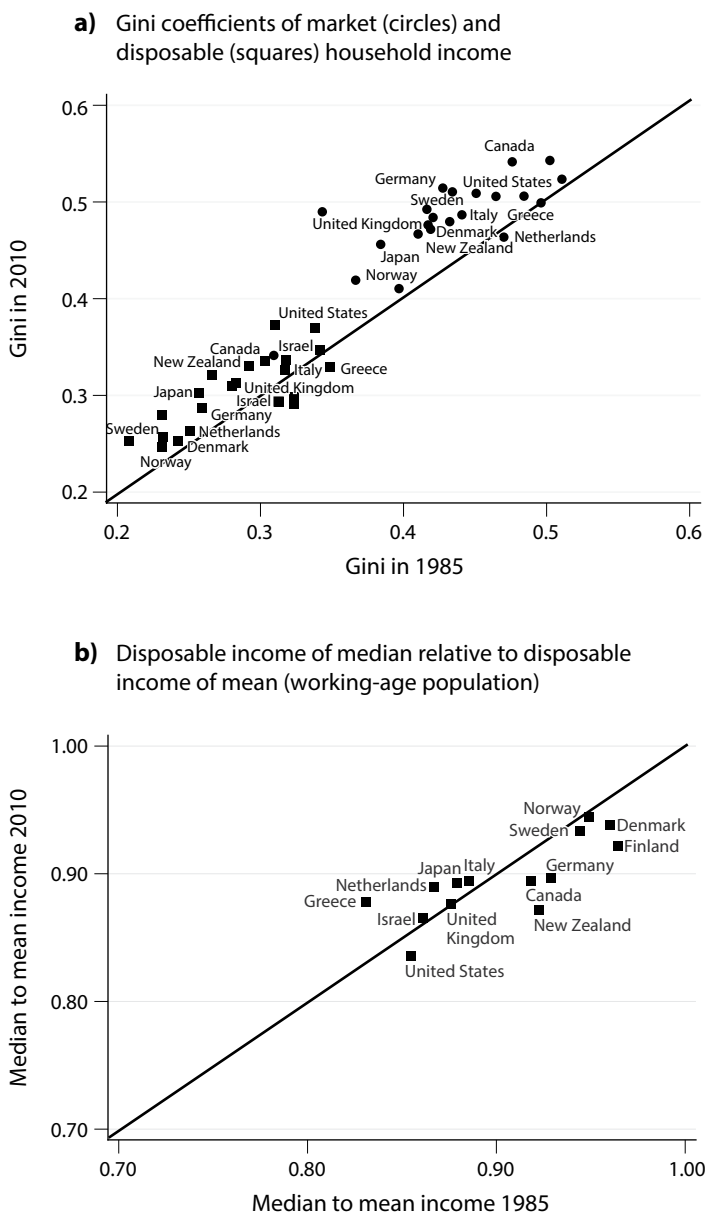 a) Gini coefficients of market (circles) and
disposable (squares) household income
0.6
0.5
0.4
0.3
0.2
Gini in 2010
Canada
Germany
United States
Sweden
Italy
Greece
United Kingdom
Denmark
Netherlands
New Zealand
Japan
Norway
United States
Canada
Israel
New Zealand
Italy
Greece
Japan
United Kingdom
Israel
Germany
Sweden
Netherlands
Denmark
Norway
0.2
0.3
0.4
0.5
0.6
Gini in 1985
b) Disposable income of median relative to disposable
income of mean (working-age population)
1.00
0.90
0.80
0.70
Median to mean income 2010
Norway
Sweden
Denmark
Finland
Japan
Italy
Germany
Netherlands
Canada
Greece
Israel
United
Kingdom
New Zealand
United States
0.70
0.80
0.90
1.00
Median to mean income 1985